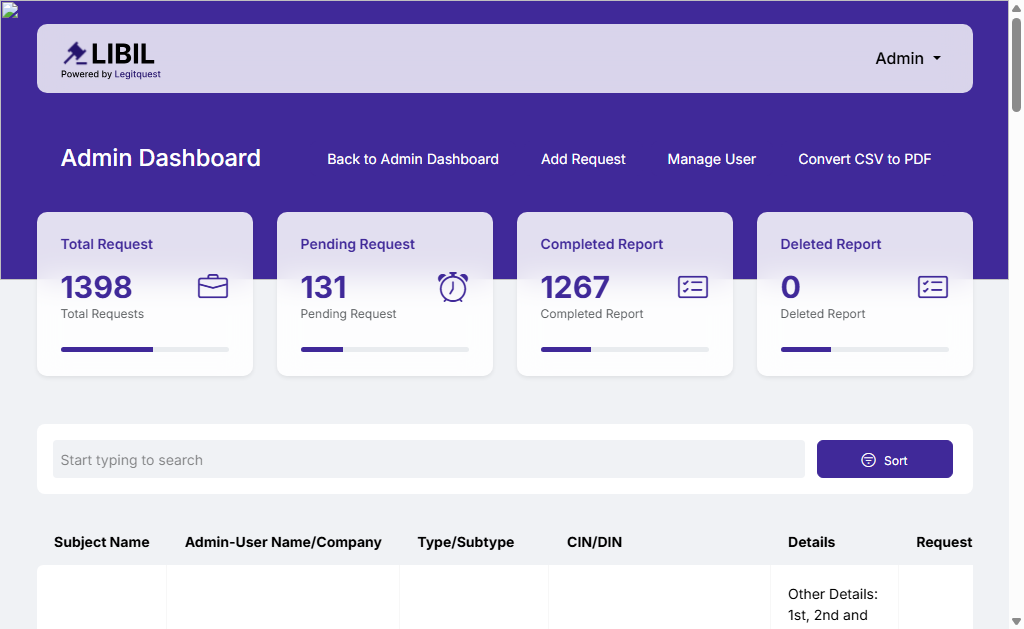 LIBIL
Powered by Legitquest
Admin
Admin Dashboard
Back to Admin Dashboard
Add Request
Manage User
Convert CSV to PDF
Total Request
1398
Total Requests
Pending Request
131
Pending Request
Completed Report
1267
Completed Report
Deleted Report
0
Deleted Report
Start typing to search
Sort
Subject Name
Admin-User Name/Company
Type/Subtype
CIN/DIN
Details
Request
Other Details:
1st, 2nd and